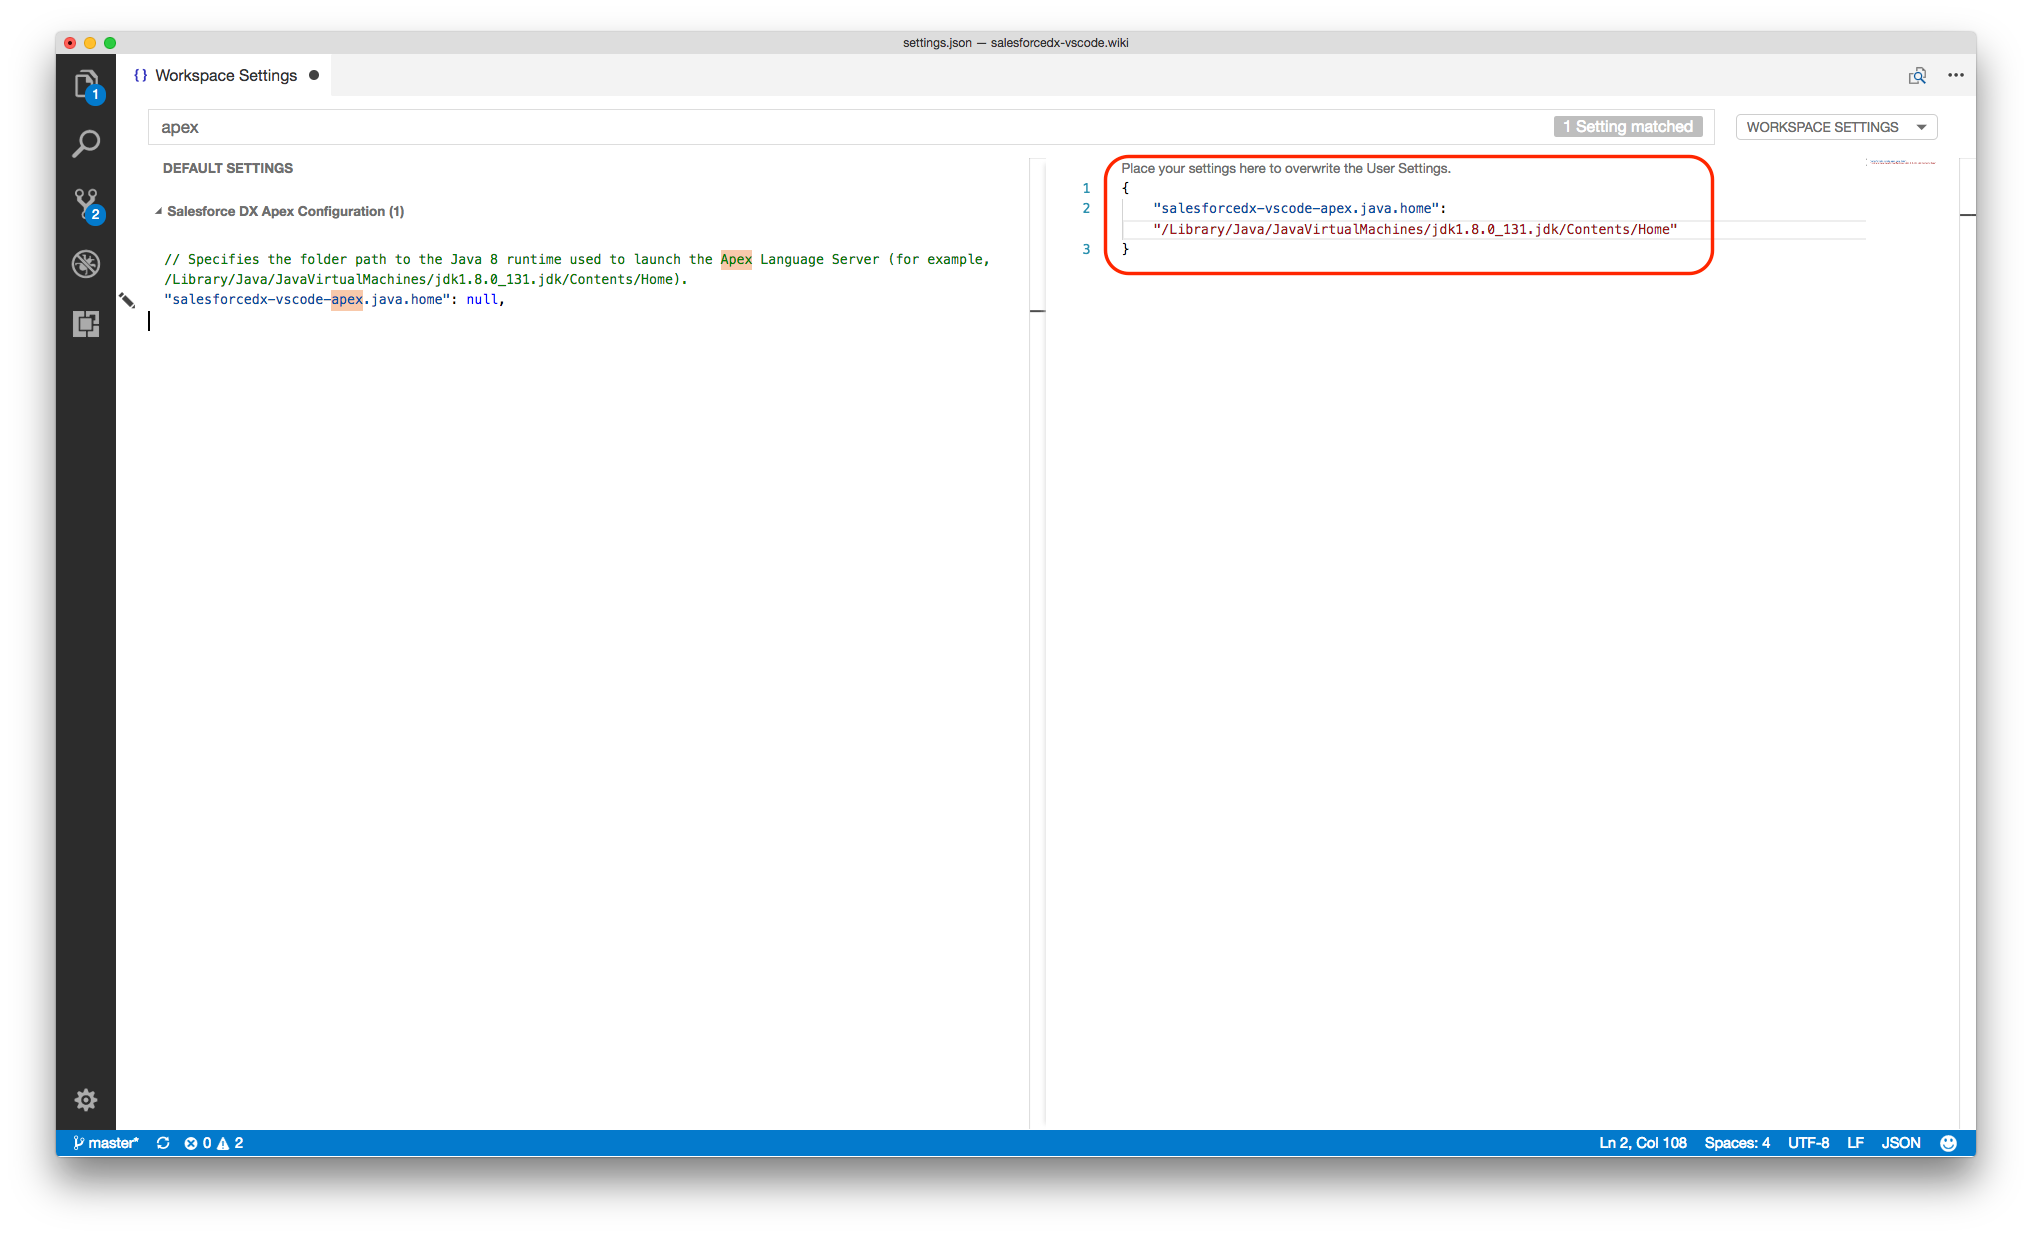 settings.json — salesforcedx-vscode.wiki
{} Workspace Settings
1
2
apex
1 Setting matched
WORKSPACE SETTINGS
DEFAULT SETTINGS
Salesforce DX Apex Configuration (1)
// Specifies the folder path to the Java 8 runtime used to launch the Apex Language Server (for example,
/Library/Java/JavaVirtualMachines/jdk1.8.0_131.jdk/Contents/Home).
"salesforcedx-vscode-apex.java.home": null,
Place your settings here to overwrite the User Settings.
1 {
2 "salesforcedx-vscode-apex.java.home":
"/Library/Java/JavaVirtualMachines/jdk1.8.0_131.jdk/Contents/Home"
3 }
master* 0 2 Ln 2, Col 108 Spaces: 4 UTF-8 LF JSON